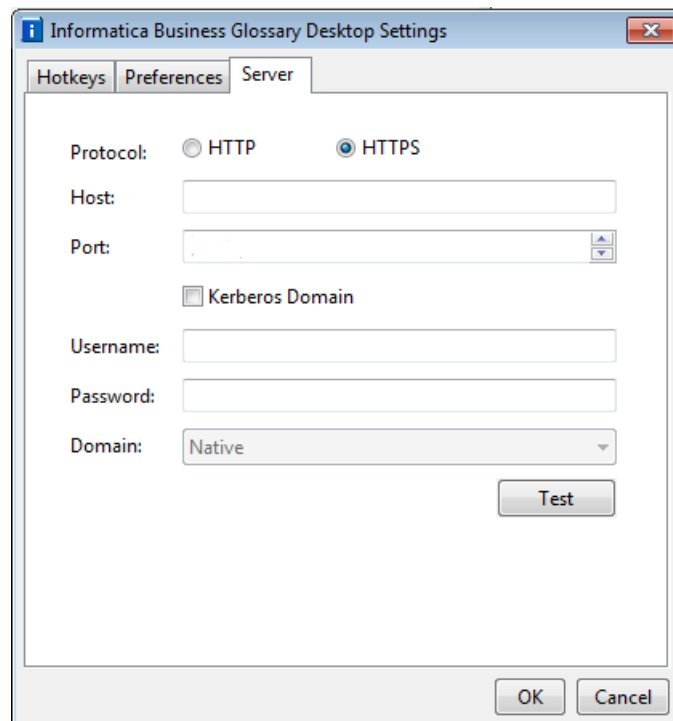 Informatica Business Glossary Desktop Settings
Hotkeys Preferences Server
Protocol: HTTP HTTPS
Host:
Port:
Kerberos Domain
Username:
Password:
Domain: Native
Test
OK Cancel